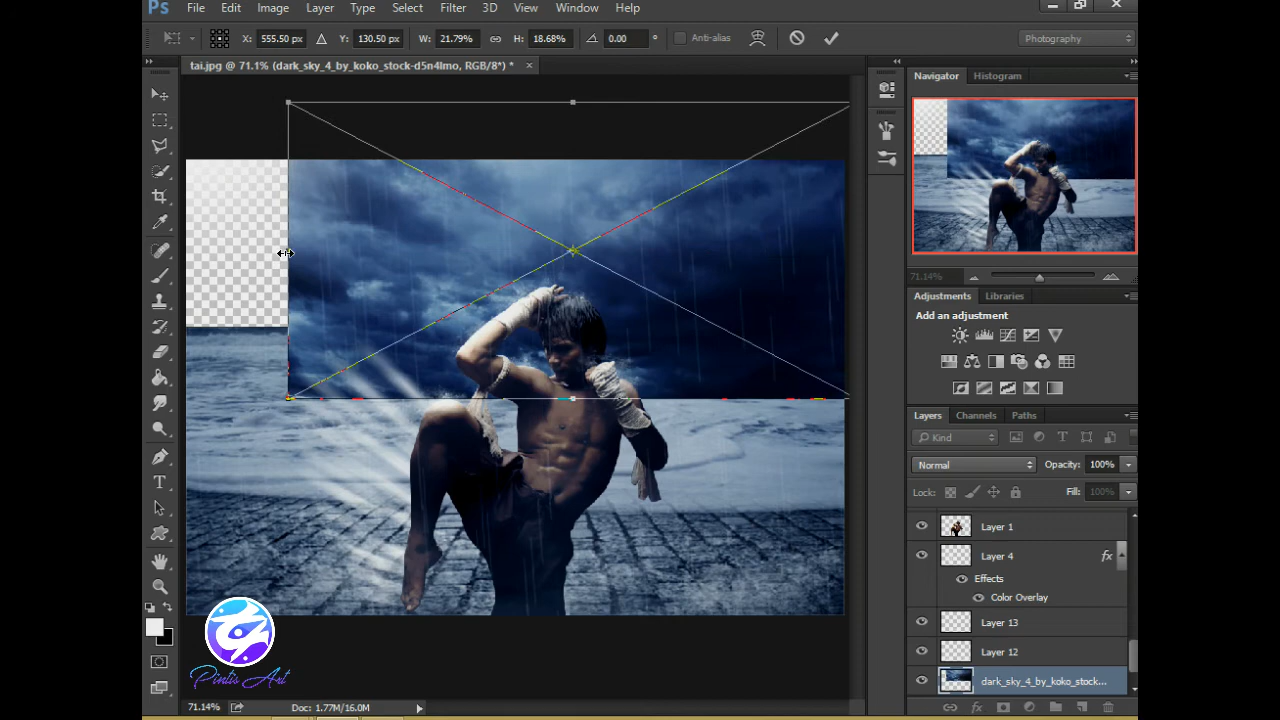 Ps File Edit Image Layer Type Select Filter 3D View Window Help
X: 555.50 px Y: 130.50 px W: 21.79% H: 18.68% 0.00 ° Anti-alias Photography
tai.jpg @ 71.1% (dark_sky_4_by_koko_stock-d5n4lmo, RGB/8*) * ×
Navigator Histogram
71.14%
Adjustments Libraries
Add an adjustment
Layers Channels Paths
Kind
Normal Opacity: 100%
Lock: Fill: 100%
Layer 1
Layer 4 fx
Effects
Color Overlay
Layer 13
Layer 12
dark_sky_4_by_koko_stock...
fx
Pintis Art
71.14% Doc: 1.77M/16.0M